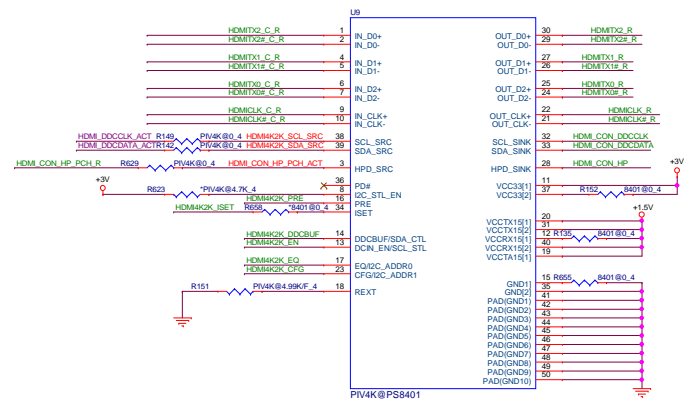 U9
HDMITX2_C_R 1 IN_D0+ OUT_D0+ 30 HDMITX2_R
HDMITX2#_C_R 2 IN_D0- OUT_D0- 29 HDMITX2#_R
HDMITX1_C_R 4 IN_D1+ OUT_D1+ 27 HDMITX1_R
HDMITX1#_C_R 5 IN_D1- OUT_D1- 26 HDMITX1#_R
HDMITX0_C_R 6 IN_D2+ OUT_D2+ 25 HDMITX0_R
HDMITX0#_C_R 7 IN_D2- OUT_D2- 24 HDMITX0#_R
HDMICLK_C_R 9 IN_CLK+ OUT_CLK+ 22 HDMICLK_R
HDMICLK#_C_R 10 IN_CLK- OUT_CLK- 21 HDMICLK#_R
HDMI_DDCCLK_ACT R149 PIV4K@0_4 HDMI4K2K_SCL_SRC 38 SCL_SRC SCL_SINK 32 HDMI_CON_DDCCLK
HDMI_DDCDATA_ACT R142 PIV4K@0_4 HDMI4K2K_SDA_SRC 39 SDA_SRC SDA_SINK 33 HDMI_CON_DDCDATA
HDMI_CON_HP_PCH_R R629 PIV4K@0_4 HDMI_CON_HP_PCH_ACT 3 HPD_SRC HPD_SINK 28 HDMI_CON_HP
+3V
36 PD# VCC33[1] 11
+3V R623 *PIV4K@4.7K_4 8 I2C_STL_EN VCC33[2] 37 R152 8401@0_4
HDMI4K2K_PRE 16 PRE
HDMI4K2K_ISET R658 *8401@0_4 34 ISET
+1.5V
VCCTX15[1] 20
VCCTX15[2] 31
HDMI4K2K_DDCBUF 14 DDCBUF/SDA_CTL VCCRX15[1] 12 R135 8401@0_4
HDMI4K2K_EN 13 DCIN_EN/SCL_STL VCCRX15[2] 40
VCCTA15[1] 19
HDMI4K2K_EQ 17 EQ/I2C_ADDR0
HDMI4K2K_CFG 23 CFG/I2C_ADDR1
GND[1] 15 R655 8401@0_4
R151 PIV4K@4.99K/F_4 18 REXT GND[2] 35
PAD(GND1) 41
PAD(GND2) 42
PAD(GND3) 43
PAD(GND4) 44
PAD(GND5) 45
PAD(GND6) 46
PAD(GND7) 47
PAD(GND8) 48
PAD(GND9) 49
PAD(GND10) 50
PIV4K@PS8401